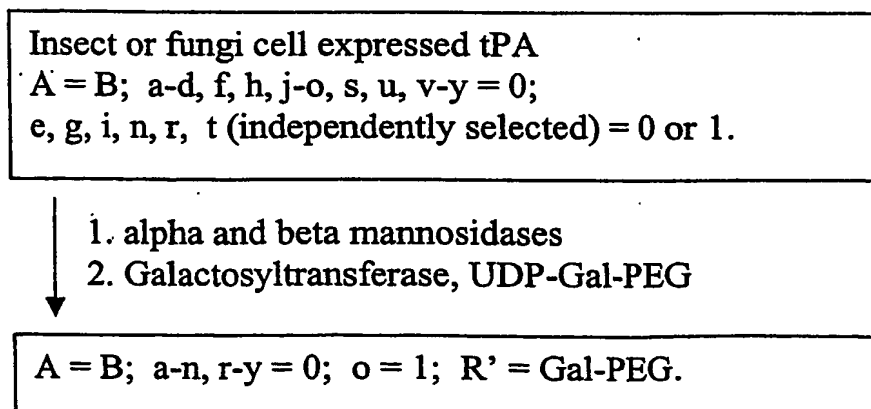 Insect or fungi cell expressed tPA
A = B; a-d, f, h, j-o, s, u, v-y = 0;
e, g, i, n, r, t (independently selected) = 0 or 1.
1. alpha and beta mannosidases
2. Galactosyltransferase, UDP-Gal-PEG
A = B; a-n, r-y = 0; o = 1; R' = Gal-PEG.